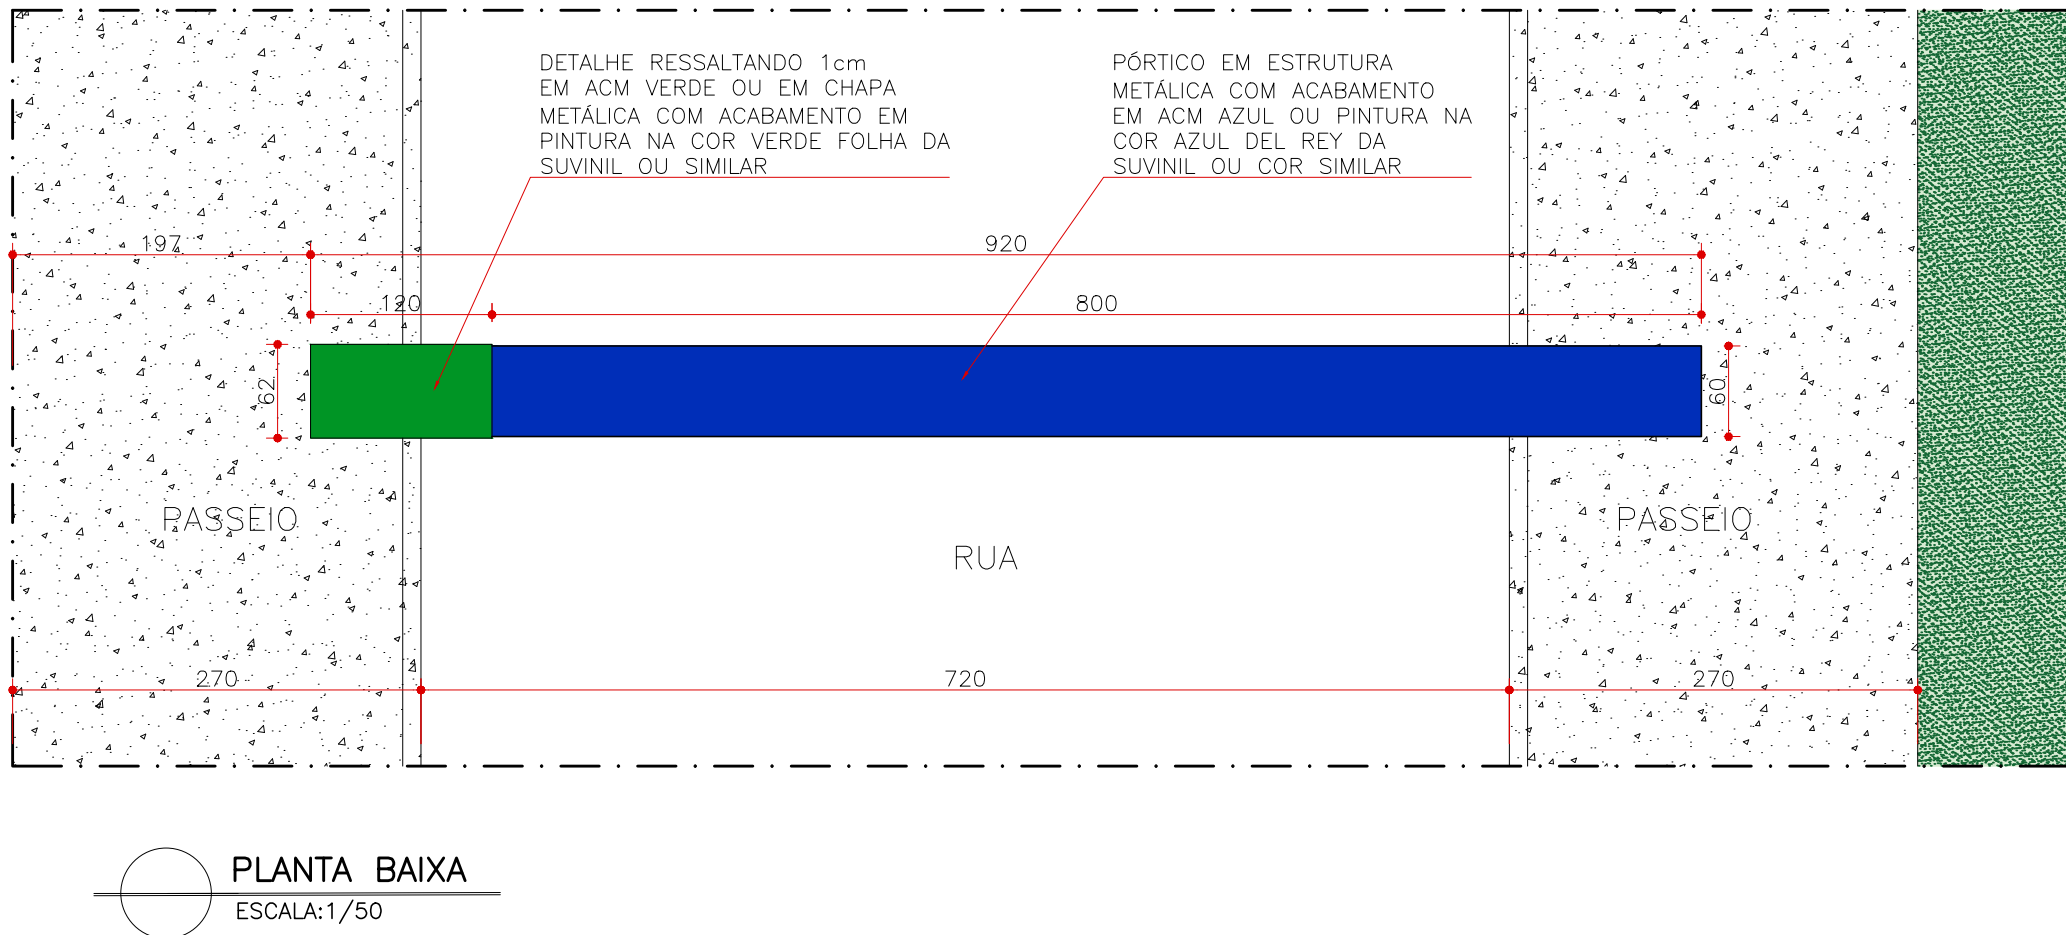 DETALHE RESSALTANDO 1cm
EM ACM VERDE OU EM CHAPA
METÁLICA COM ACABAMENTO EM
PINTURA NA COR VERDE FOLHA DA
SUVINIL OU SIMILAR
PÓRTICO EM ESTRUTURA
METÁLICA COM ACABAMENTO
EM ACM AZUL OU PINTURA NA
COR AZUL DEL REY DA
SUVINIL OU COR SIMILAR
197
920
120
800
62
60
PASSEIO
PASSEIO
RUA
270
720
270
PLANTA BAIXA
ESCALA:1/50